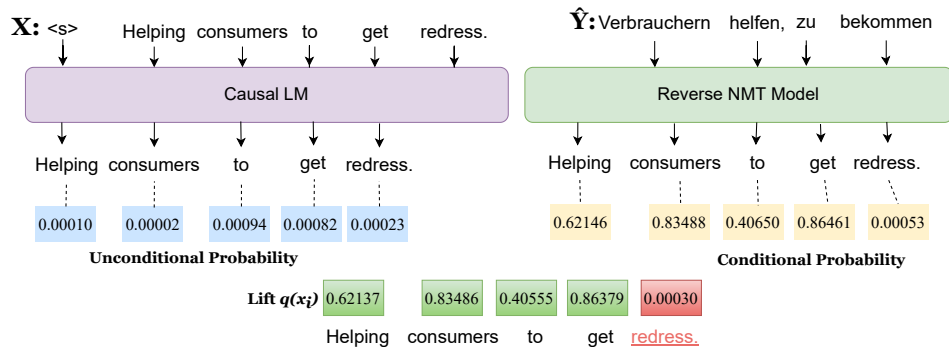 X: <s> Helping consumers to get redress.
Ŷ: Verbrauchern helfen, zu bekommen
Causal LM
Reverse NMT Model
Helping consumers to get redress.
Helping consumers to get redress.
0.00010 0.00002 0.00094 0.00082 0.00023
0.62146 0.83488 0.40650 0.86461 0.00053
Unconditional Probability
Conditional Probability
Lift q(xᵢ) 0.62137 0.83486 0.40555 0.86379 0.00030
Helping consumers to get redress.